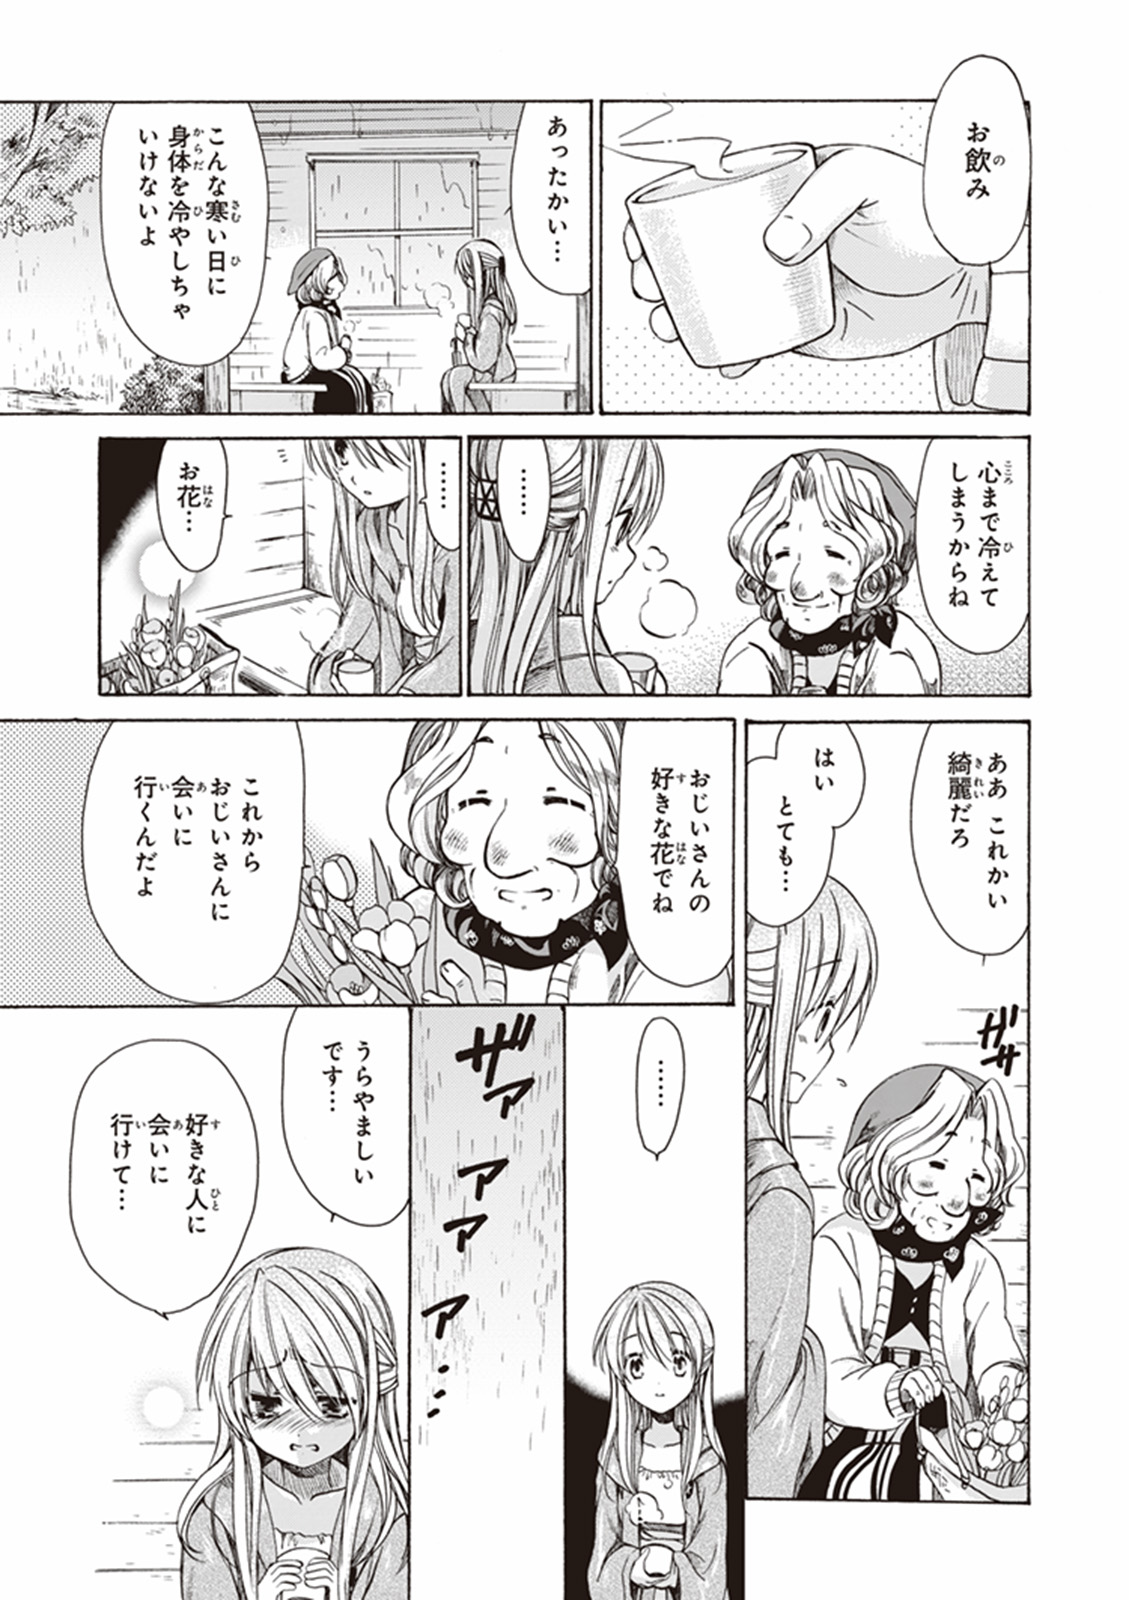 お飲み
あったかい…
こんな寒い日に
身体を冷やしちゃ
いけないよ
心まで冷えて
しまうからね
……
……
お花…
ああ これかい
綺麗だろ
はい
とても…
ガサ
おじいさんの
好きな花でね
これから
おじいさんに
会いに
行くんだよ
……
ザァァァァ…
うらやましい
です…
好きな人に
会いに
行けて…